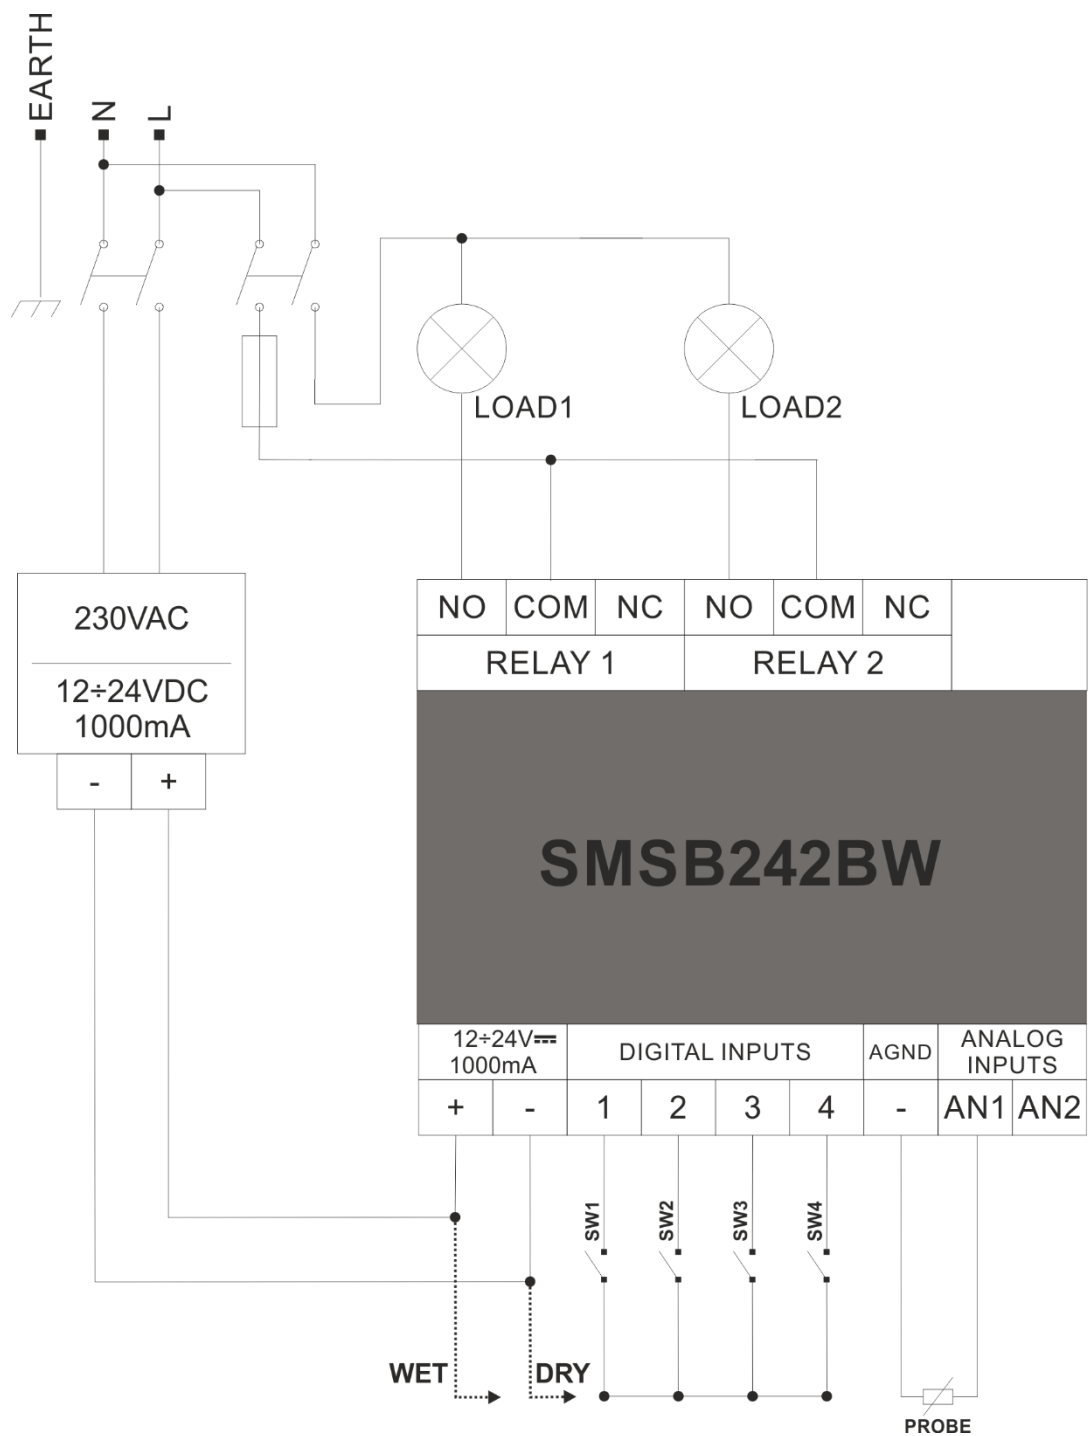 EARTH
N
L
LOAD1
LOAD2
230VAC
12÷24VDC
1000mA
-
+
NO
COM
NC
NO
COM
NC
RELAY 1
RELAY 2
SMSB242BW
12÷24V⎓
1000mA
DIGITAL INPUTS
AGND
ANALOG
INPUTS
+
-
1
2
3
4
-
AN1
AN2
SW1
SW2
SW3
SW4
WET
DRY
PROBE